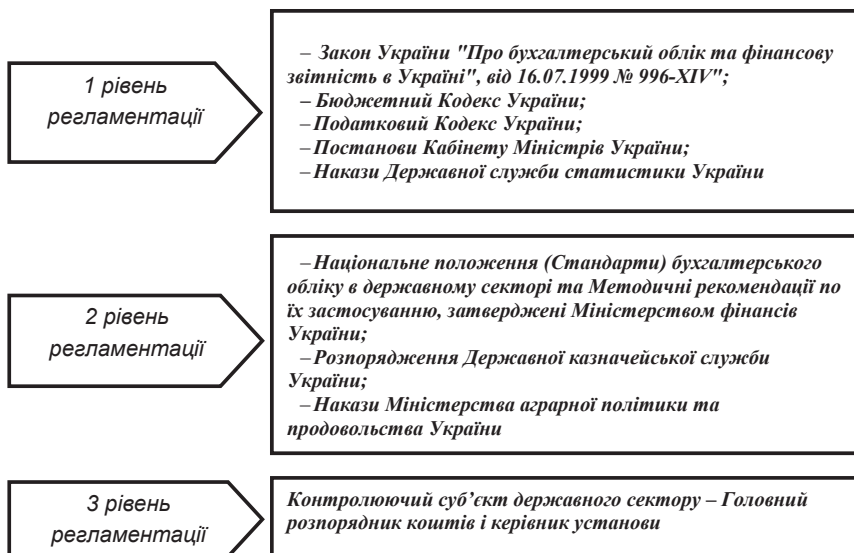 1 рівень
регламентації
– Закон України "Про бухгалтерський облік та фінансову
звітність в Україні", від 16.07.1999 № 996-XIV";
– Бюджетний Кодекс України;
– Податковий Кодекс України;
– Постанови Кабінету Міністрів України;
– Накази Державної служби статистики України
2 рівень
регламентації
– Національне положення (Стандарти) бухгалтерського
обліку в державному секторі та Методичні рекомендації по
їх застосуванню, затверджені Міністерством фінансів
України;
– Розпорядження Державної казначейської служби
України;
– Накази Міністерства аграрної політики та
продовольства України
3 рівень
регламентації
Контролюючий суб’єкт державного сектору – Головний
розпорядник коштів і керівник установи